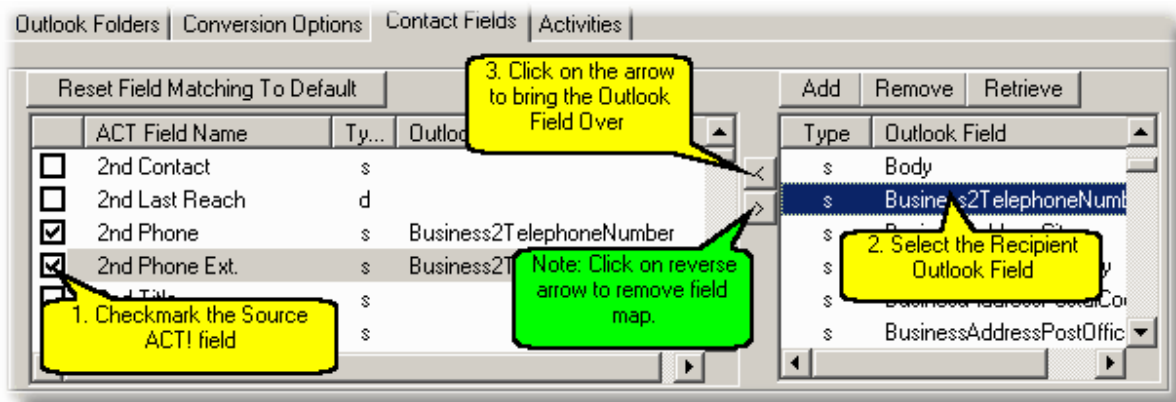 Outlook Folders Conversion Options Contact Fields Activities
Reset Field Matching To Default
3. Click on the arrow
to bring the Outlook
Field Over
Add Remove Retrieve
ACT Field Name Ty...
Type Outlook Field
2nd Contact s
s Body
2nd Last Reach d
2nd Phone s Business2TelephoneNumber
2nd Phone Ext. s
s
2. Select the Recipient
Outlook Field
Note: Click on reverse
arrow to remove field
map.
s
s
1. Checkmark the Source
ACT! field
s
s
s BusinessAddressPostOffic